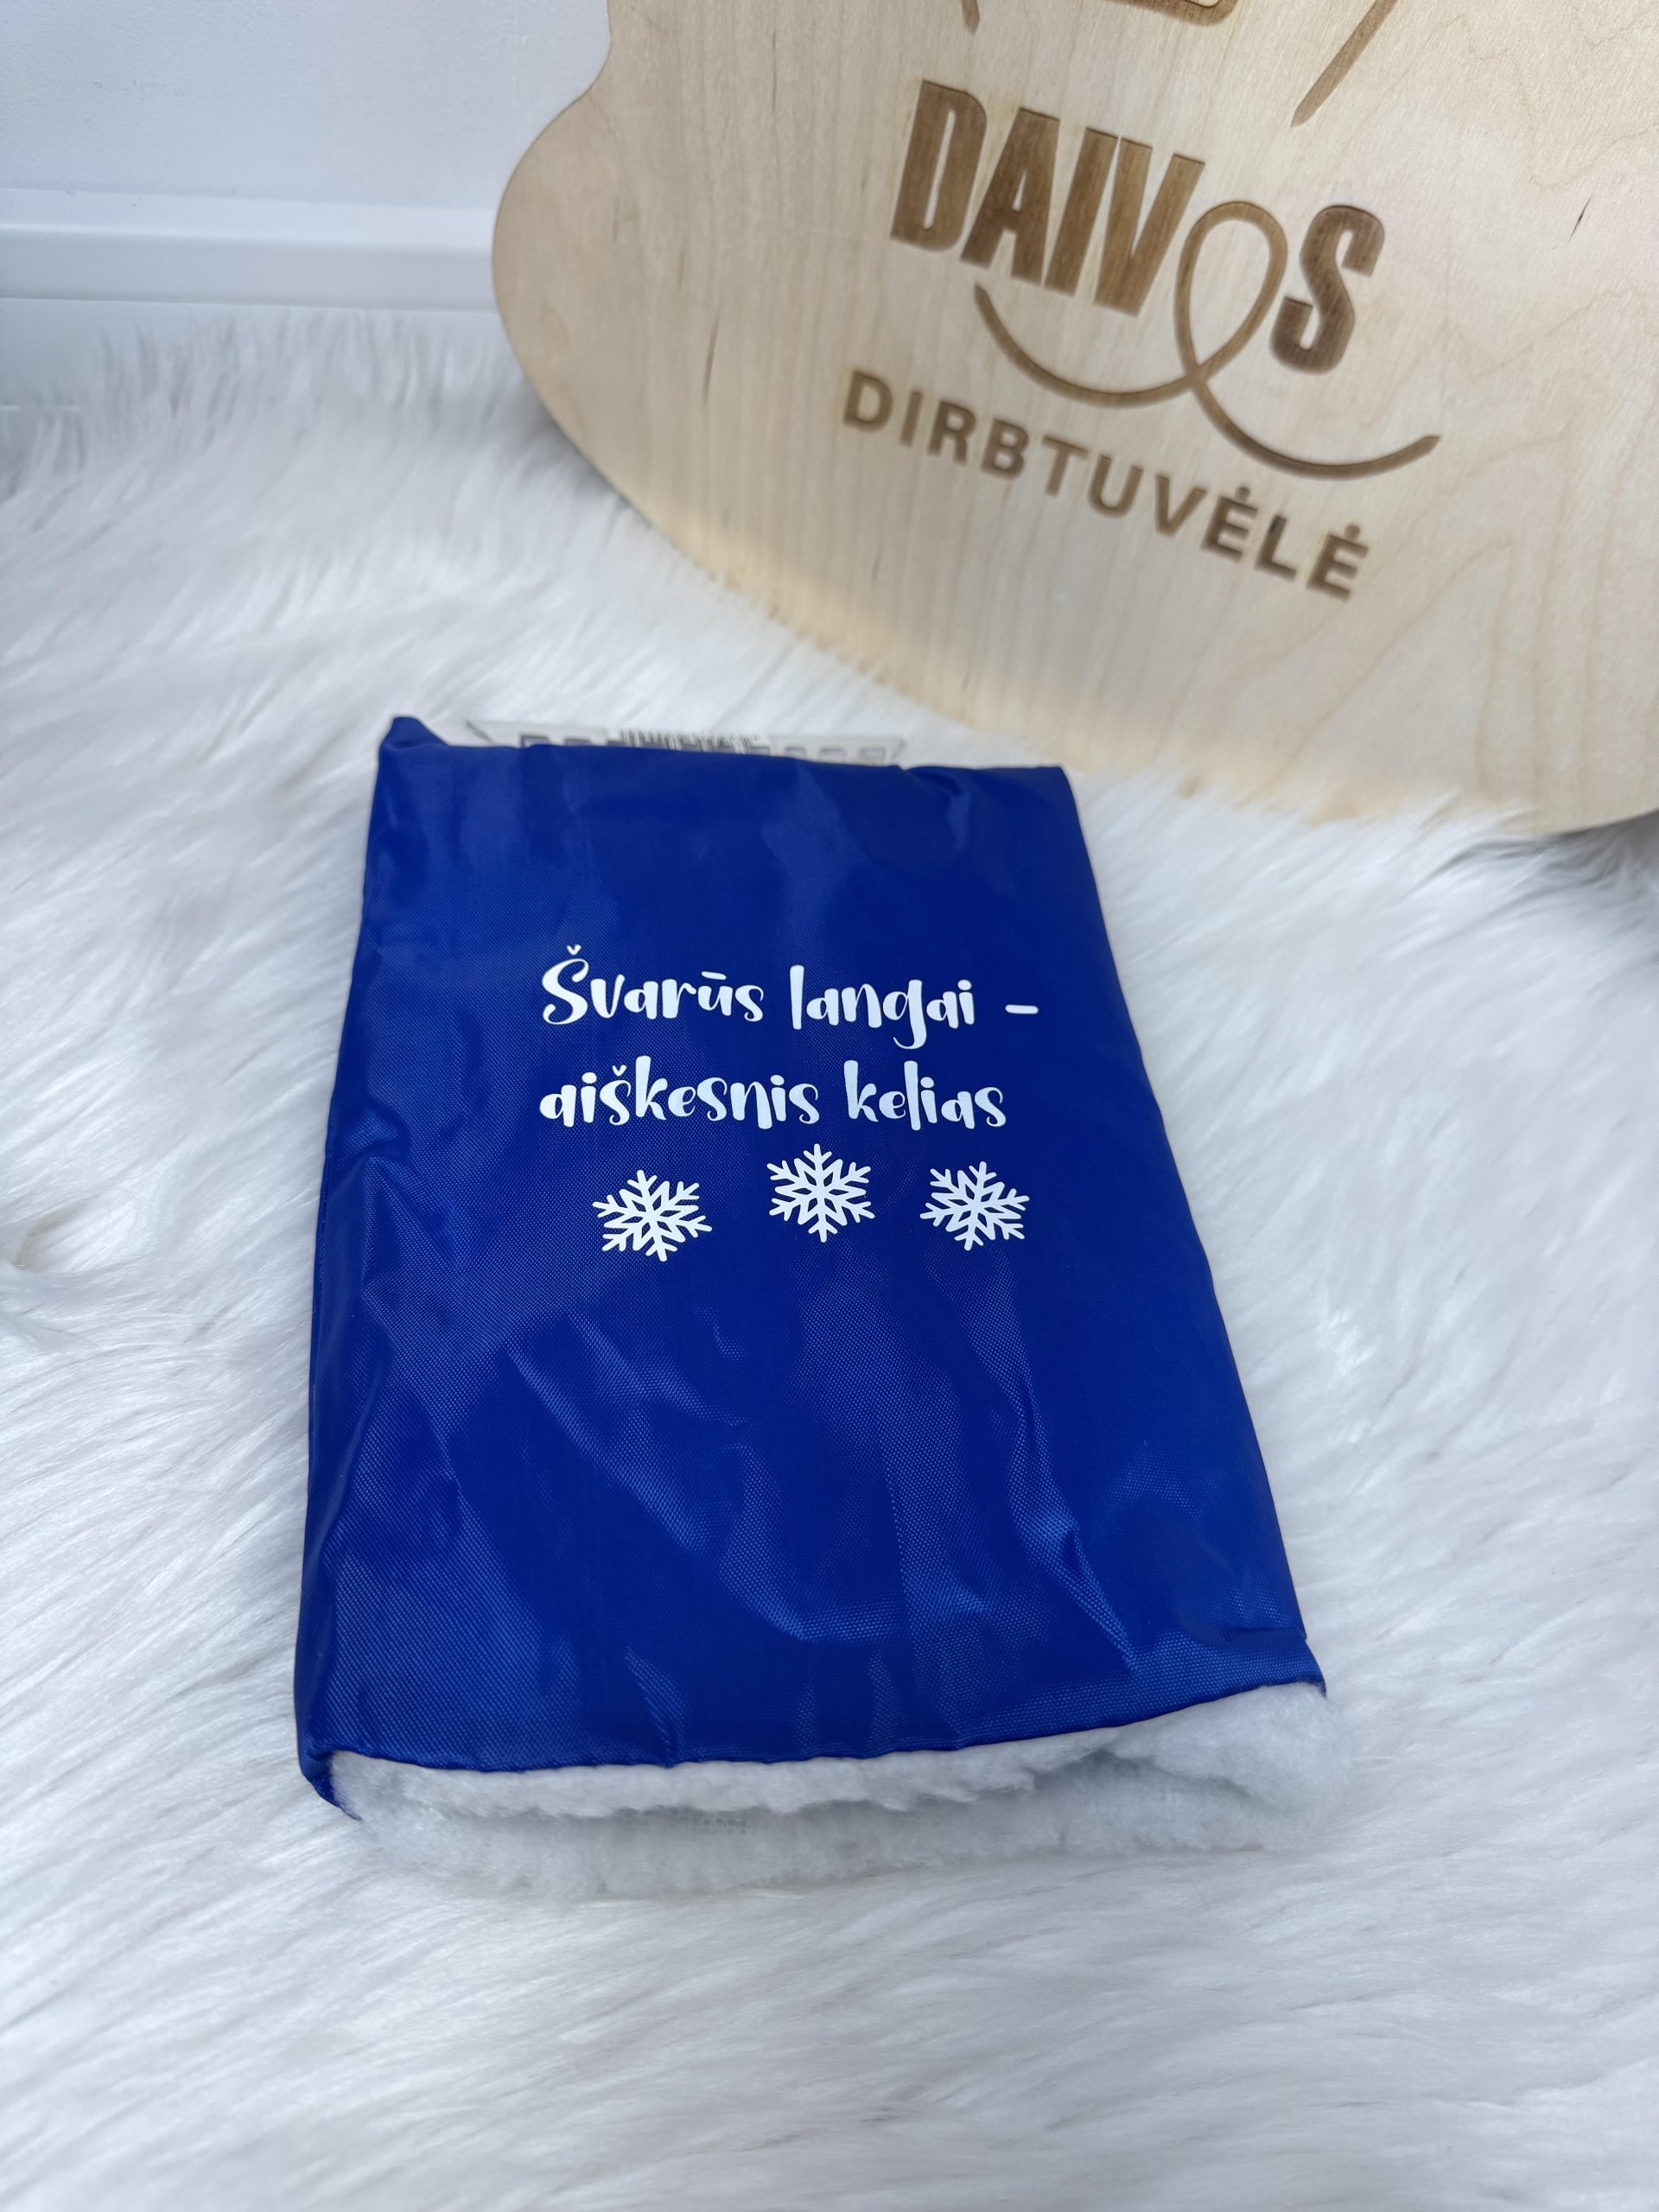 DAIVOS
DIRBTUVĖLĖ
Švarūs langai -
aiškesnis kelias